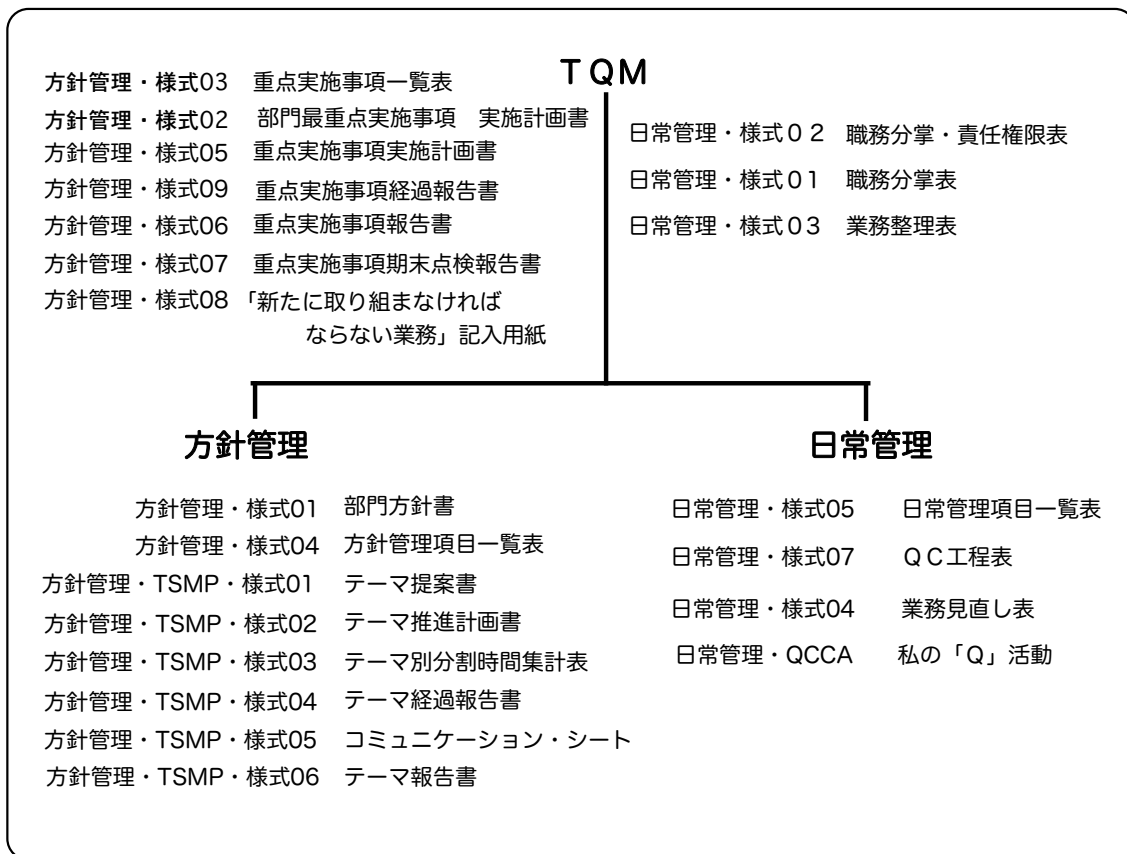 TQM
方針管理・様式03 重点実施事項一覧表
方針管理・様式02 部門最重点実施事項 実施計画書
方針管理・様式05 重点実施事項実施計画書
方針管理・様式09 重点実施事項経過報告書
方針管理・様式06 重点実施事項報告書
方針管理・様式07 重点実施事項期末点検報告書
方針管理・様式08 「新たに取り組まなければ
ならない業務」記入用紙
日常管理・様式02 職務分掌・責任権限表
日常管理・様式01 職務分掌表
日常管理・様式03 業務整理表
方針管理
方針管理・様式01 部門方針書
方針管理・様式04 方針管理項目一覧表
方針管理・TSMP・様式01 テーマ提案書
方針管理・TSMP・様式02 テーマ推進計画書
方針管理・TSMP・様式03 テーマ別分割時間集計表
方針管理・TSMP・様式04 テーマ経過報告書
方針管理・TSMP・様式05 コミュニケーション・シート
方針管理・TSMP・様式06 テーマ報告書
日常管理
日常管理・様式05 日常管理項目一覧表
日常管理・様式07 QC工程表
日常管理・様式04 業務見直し表
日常管理・QCCA 私の「Q」活動